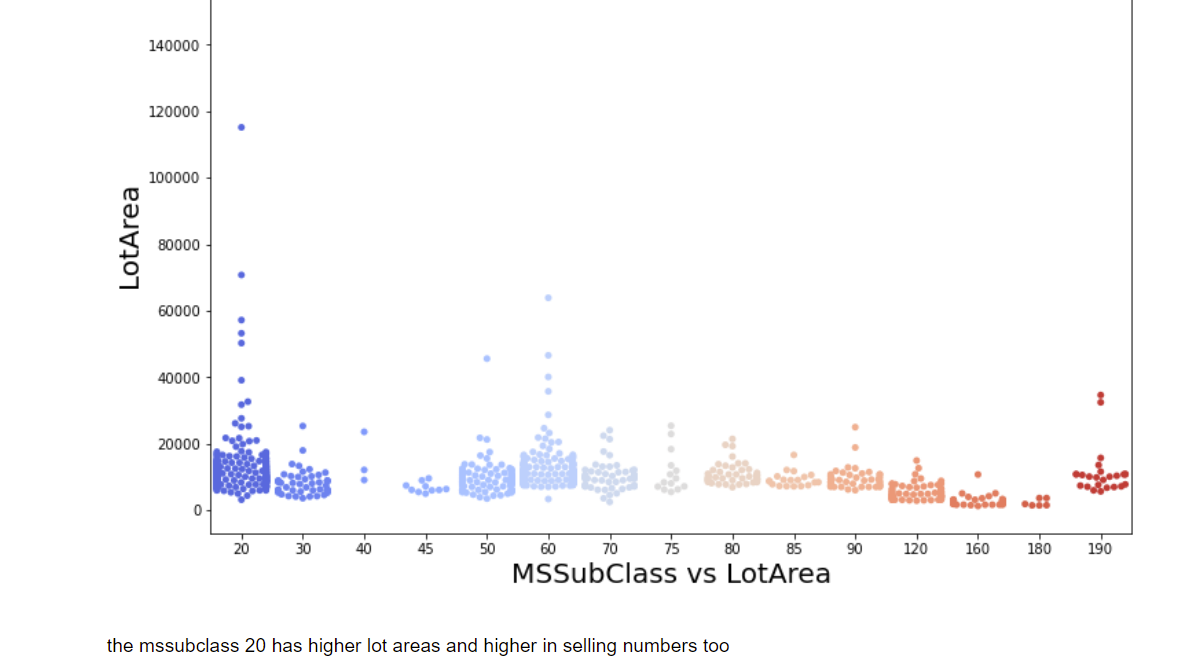 140000
120000
100000
80000
60000
40000
20000
0
LotArea
20 30 40 45 50 60 70 75 80 85 90 120 160 180 190
MSSubClass vs LotArea
the mssubclass 20 has higher lot areas and higher in selling numbers too